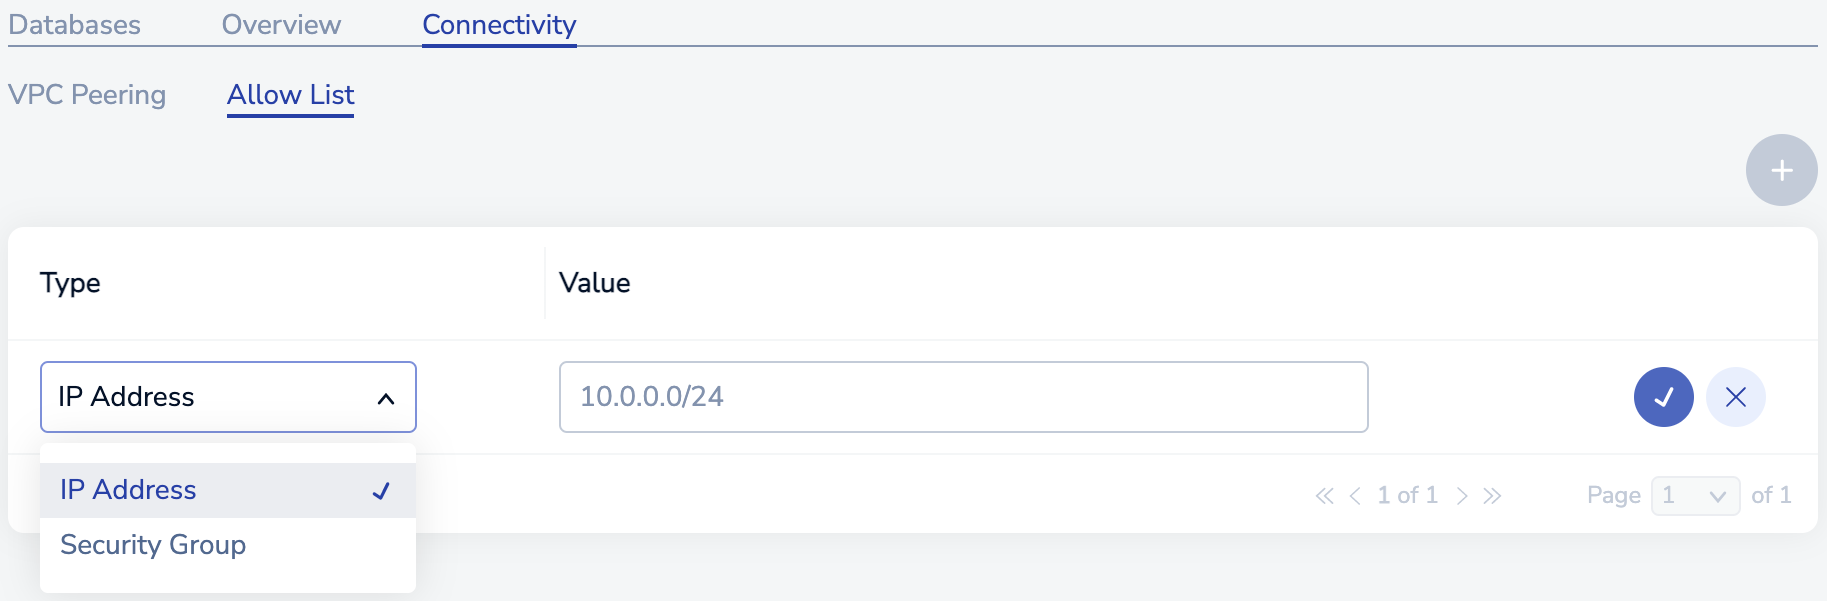 Databases Overview Connectivity
VPC Peering Allow List
Type Value
IP Address 10.0.0.0/24
IP Address
1 of 1 Page 1 of 1
Security Group